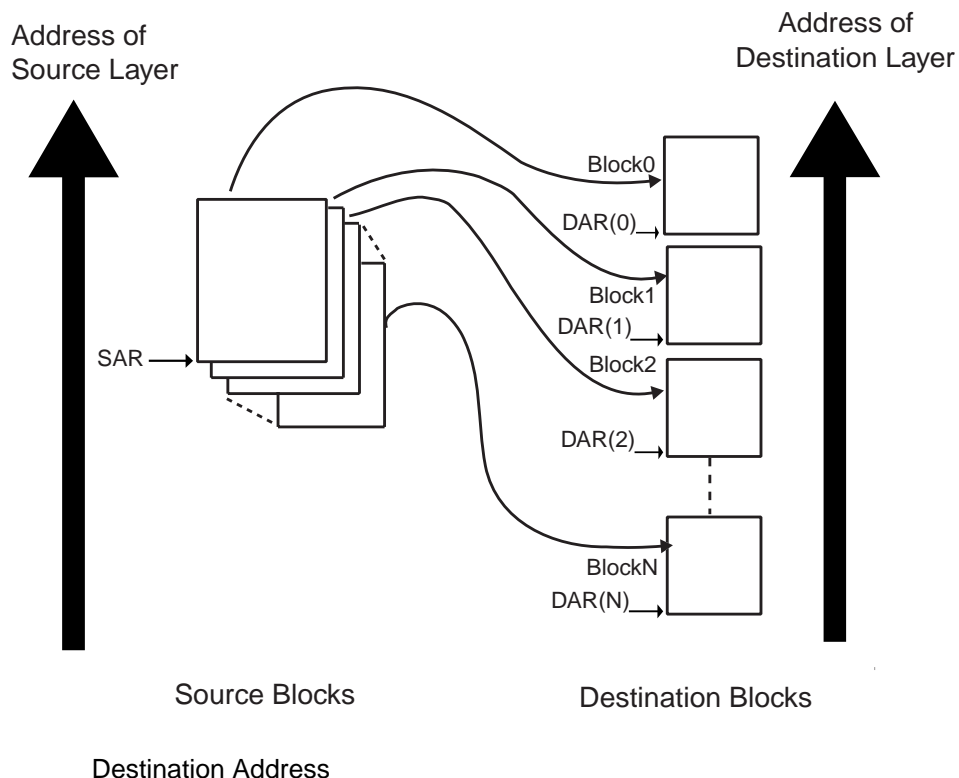 Address of
Source Layer
Address of
Destination Layer
Block0
DAR(0)
Block1
DAR(1)
SAR
Block2
DAR(2)
BlockN
DAR(N)
Source Blocks
Destination Blocks
Destination Address